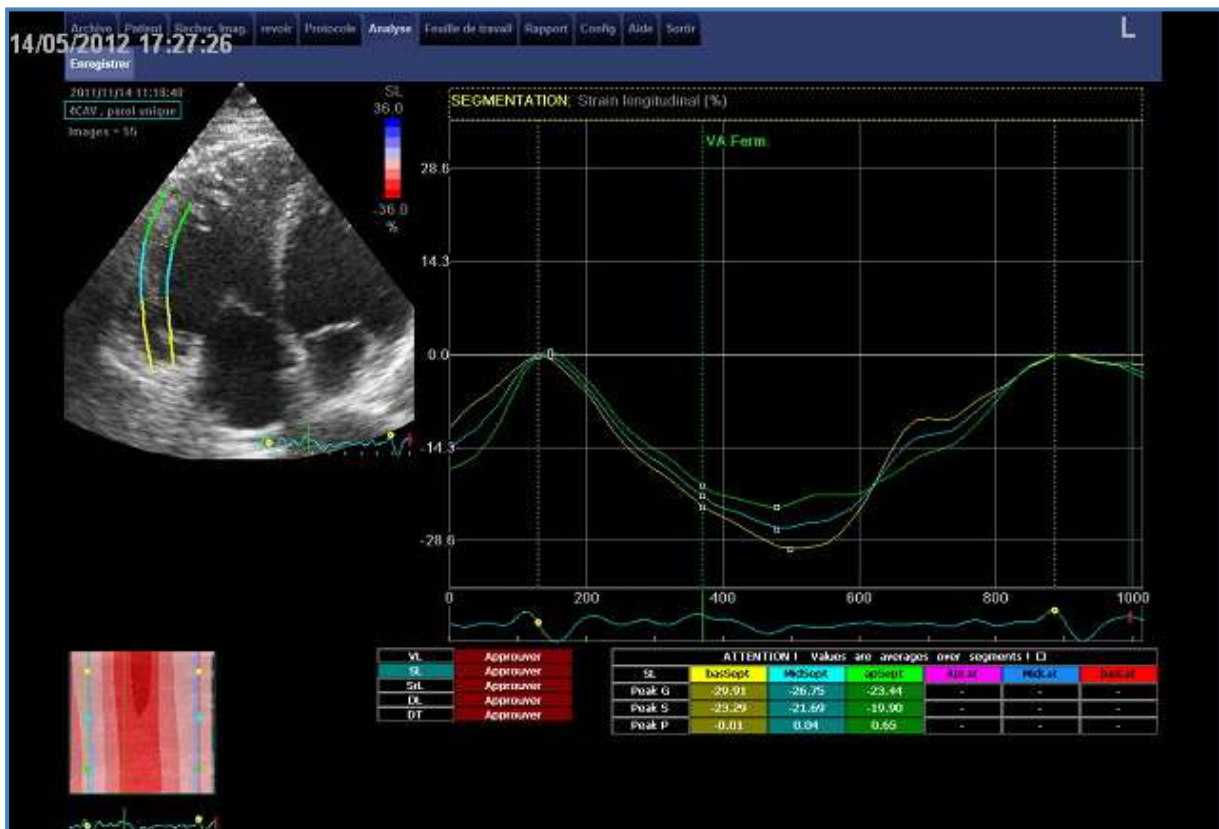 Archive Patient Recher. Imag. revoir Protocole Analyse Feuille de travail Rapport Config Aide Sortir
L
14/05/2012 17:27:26
Enregistrer
2011/11/14 11:18:40
4CAV, paroi unique
Images = 55
SL
36.0
-36.0
%
SEGMENTATION: Strain longitudinal (%)
VA Ferm.
28.6
14.3
0.0
-14.3
-28.6
0 200 400 600 800 1000
VL Approuver
SL Approuver
SrL Approuver
DL Approuver
DT Approuver
ATTENTION ! Values are averages over segments !
SL basSept MidSept apSept ApLat MidLat basLat
Peak G -29.91 -26.75 -23.44 - - -
Peak S -23.29 -21.69 -19.90 - - -
Peak P -0.01 0.04 0.65 - - -